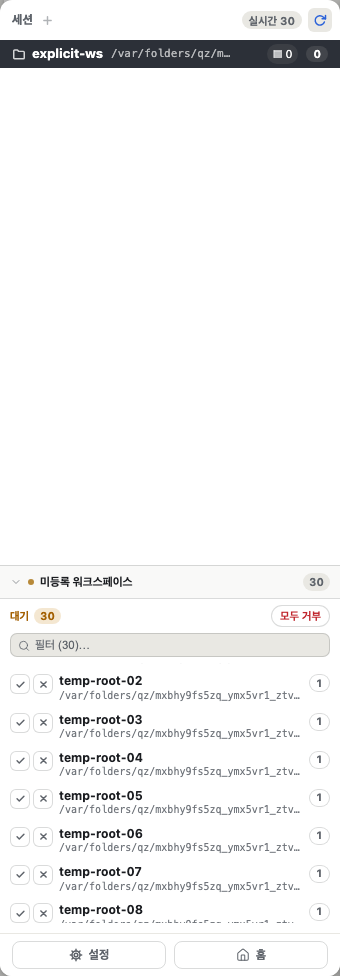 세션 +
실시간 30
explicit-ws /var/folders/qz/m… 0 0
미등록 워크스페이스 30
대기 30 모두 거부
필터 (30)…
temp-root-02 1
/var/folders/qz/mxbhy9fs5zq_ymx5vr1_ztv…
temp-root-03 1
/var/folders/qz/mxbhy9fs5zq_ymx5vr1_ztv…
temp-root-04 1
/var/folders/qz/mxbhy9fs5zq_ymx5vr1_ztv…
temp-root-05 1
/var/folders/qz/mxbhy9fs5zq_ymx5vr1_ztv…
temp-root-06 1
/var/folders/qz/mxbhy9fs5zq_ymx5vr1_ztv…
temp-root-07 1
/var/folders/qz/mxbhy9fs5zq_ymx5vr1_ztv…
temp-root-08 1
설정 홈